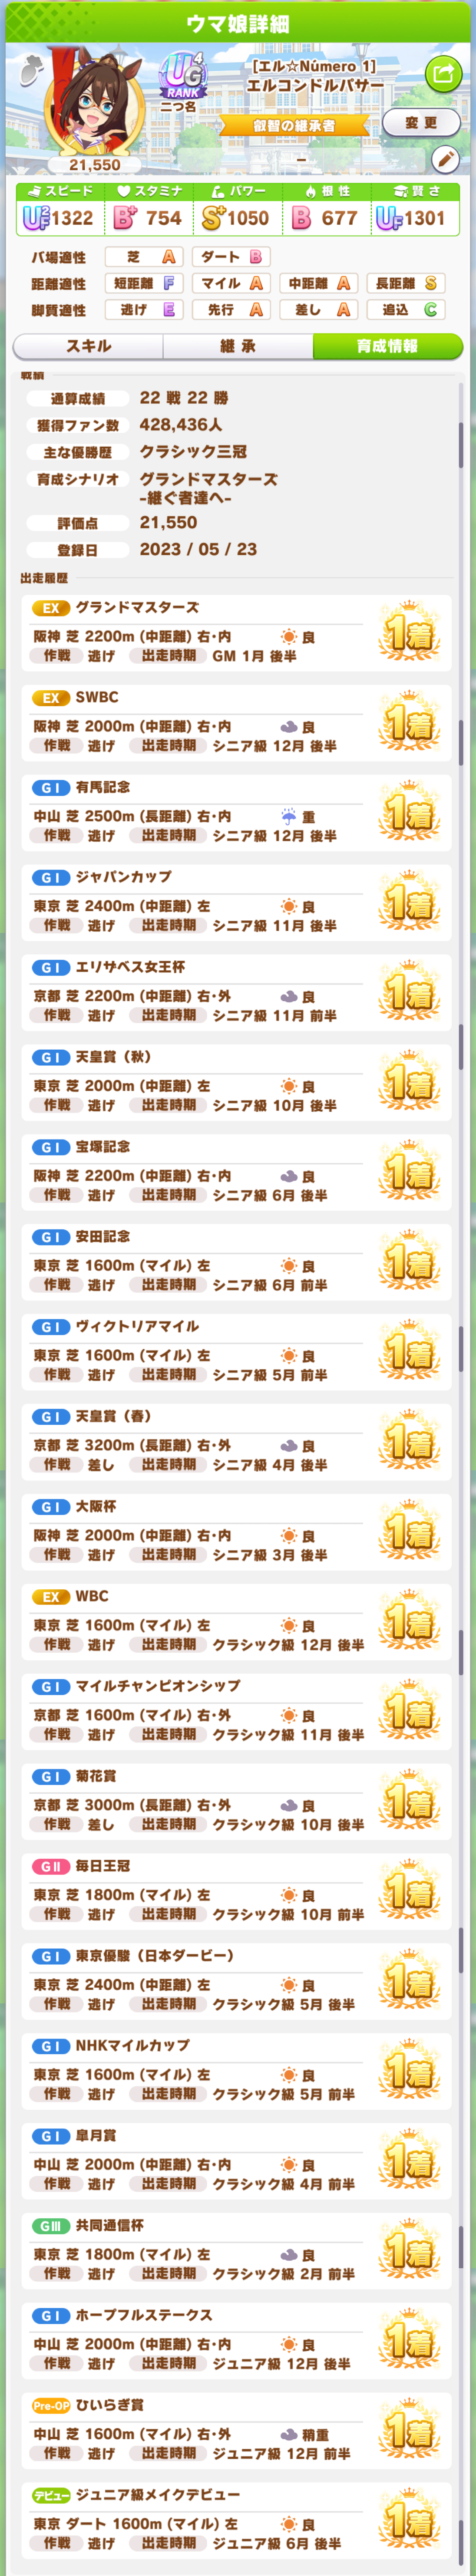 ウマ娘詳細
UG4
RANK
二つ名
[エル☆Número 1]
エルコンドルパサー
叡智の継承者
変更
21,550
–
スピード スタミナ パワー 根性 賢さ
UF2 1322 B+ 754 S+ 1050 B 677 UF 1301
バ場適性 芝 A ダート B
距離適性 短距離 F マイル A 中距離 A 長距離 S
脚質適性 逃げ E 先行 A 差し A 追込 C
スキル 継承 育成情報
戦績
通算成績 22 戦 22 勝
獲得ファン数 428,436人
主な優勝歴 クラシック三冠
育成シナリオ グランドマスターズ
-継ぐ者達へ-
評価点 21,550
登録日 2023 / 05 / 23
出走履歴
EX グランドマスターズ
阪神 芝 2200m (中距離) 右・内 良
作戦 逃げ 出走時期 GM 1月 後半
1着
EX SWBC
阪神 芝 2000m (中距離) 右・内 良
作戦 逃げ 出走時期 シニア級 12月 後半
1着
GI 有馬記念
中山 芝 2500m (長距離) 右・内 重
作戦 逃げ 出走時期 シニア級 12月 後半
1着
GI ジャパンカップ
東京 芝 2400m (中距離) 左 良
作戦 逃げ 出走時期 シニア級 11月 後半
1着
GI エリザベス女王杯
京都 芝 2200m (中距離) 右・外 良
作戦 逃げ 出走時期 シニア級 11月 前半
1着
GI 天皇賞（秋）
東京 芝 2000m (中距離) 左 良
作戦 逃げ 出走時期 シニア級 10月 後半
1着
GI 宝塚記念
阪神 芝 2200m (中距離) 右・内 良
作戦 逃げ 出走時期 シニア級 6月 後半
1着
GI 安田記念
東京 芝 1600m (マイル) 左 良
作戦 逃げ 出走時期 シニア級 6月 前半
1着
GI ヴィクトリアマイル
東京 芝 1600m (マイル) 左 良
作戦 逃げ 出走時期 シニア級 5月 前半
1着
GI 天皇賞（春）
京都 芝 3200m (長距離) 右・外 良
作戦 差し 出走時期 シニア級 4月 後半
1着
GI 大阪杯
阪神 芝 2000m (中距離) 右・内 良
作戦 逃げ 出走時期 シニア級 3月 後半
1着
EX WBC
東京 芝 1600m (マイル) 左 良
作戦 逃げ 出走時期 クラシック級 12月 後半
1着
GI マイルチャンピオンシップ
京都 芝 1600m (マイル) 右・外 良
作戦 逃げ 出走時期 クラシック級 11月 後半
1着
GI 菊花賞
京都 芝 3000m (長距離) 右・外 良
作戦 差し 出走時期 クラシック級 10月 後半
1着
GII 毎日王冠
東京 芝 1800m (マイル) 左 良
作戦 逃げ 出走時期 クラシック級 10月 前半
1着
GI 東京優駿（日本ダービー）
東京 芝 2400m (中距離) 左 良
作戦 逃げ 出走時期 クラシック級 5月 後半
1着
GI NHKマイルカップ
東京 芝 1600m (マイル) 左 良
作戦 逃げ 出走時期 クラシック級 5月 前半
1着
GI 皐月賞
中山 芝 2000m (中距離) 右・内 良
作戦 逃げ 出走時期 クラシック級 4月 前半
1着
GIII 共同通信杯
東京 芝 1800m (マイル) 左 良
作戦 逃げ 出走時期 クラシック級 2月 前半
1着
GI ホープフルステークス
中山 芝 2000m (中距離) 右・内 良
作戦 逃げ 出走時期 ジュニア級 12月 後半
1着
Pre-OP ひいらぎ賞
中山 芝 1600m (マイル) 右・外 稍重
作戦 逃げ 出走時期 ジュニア級 12月 前半
1着
デビュー ジュニア級メイクデビュー
東京 ダート 1600m (マイル) 左 良
作戦 逃げ 出走時期 ジュニア級 6月 後半
1着